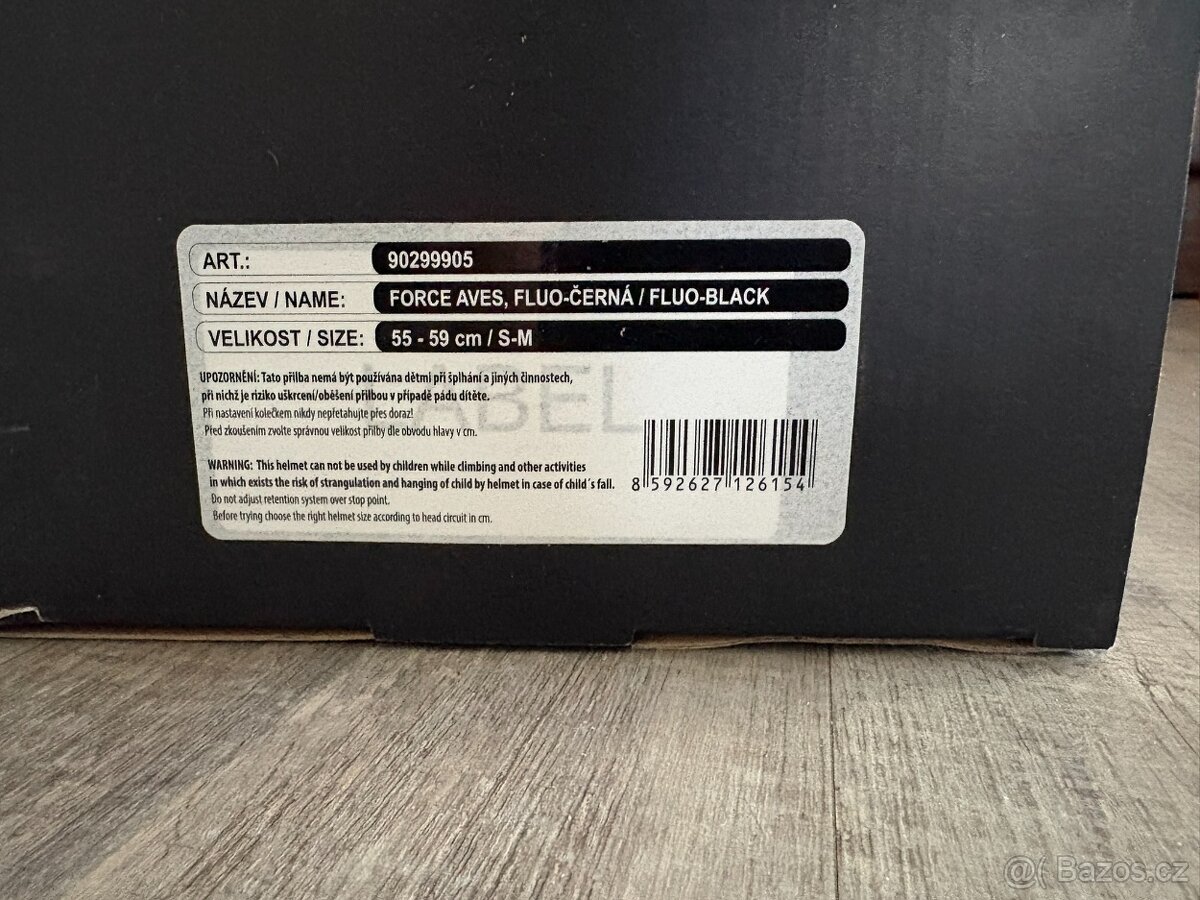 ART.: 90299905
NÁZEV / NAME: FORCE AVES, FLUO-ČERNÁ / FLUO-BLACK
VELIKOST / SIZE: 55 - 59 cm / S-M
LABEL
UPOZORNĚNÍ: Tato přilba nemá být používána dětmi při šplhání a jiných činnostech,
při nichž je riziko uškrcení/oběšení přilbou v případě pádu dítěte.
Při nastavení kolečkem nikdy nepřetahujte přes doraz!
Před zkoušením zvolte správnou velikost přilby dle obvodu hlavy v cm.
WARNING: This helmet can not be used by children while climbing and other activities
in which exists the risk of strangulation and hanging of child by helmet in case of child´s fall.
Do not adjust retention system over stop point.
Before trying choose the right helmet size according to head circuit in cm.
8 592627 126154
@( Bazos.cz